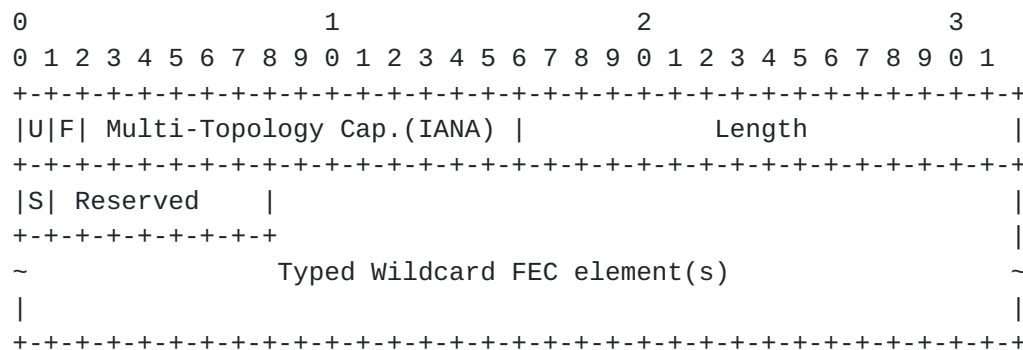 0                   1                   2                   3
0 1 2 3 4 5 6 7 8 9 0 1 2 3 4 5 6 7 8 9 0 1 2 3 4 5 6 7 8 9 0 1
+-+-+-+-+-+-+-+-+-+-+-+-+-+-+-+-+-+-+-+-+-+-+-+-+-+-+-+-+-+-+-+-+
|U|F| Multi-Topology Cap.(IANA) |            Length             |
+-+-+-+-+-+-+-+-+-+-+-+-+-+-+-+-+-+-+-+-+-+-+-+-+-+-+-+-+-+-+-+-+
|S| Reserved    |                                               |
+-+-+-+-+-+-+-+-+                                               |
~                Typed Wildcard FEC element(s)                  ~
|                                                               |
+-+-+-+-+-+-+-+-+-+-+-+-+-+-+-+-+-+-+-+-+-+-+-+-+-+-+-+-+-+-+-+-+